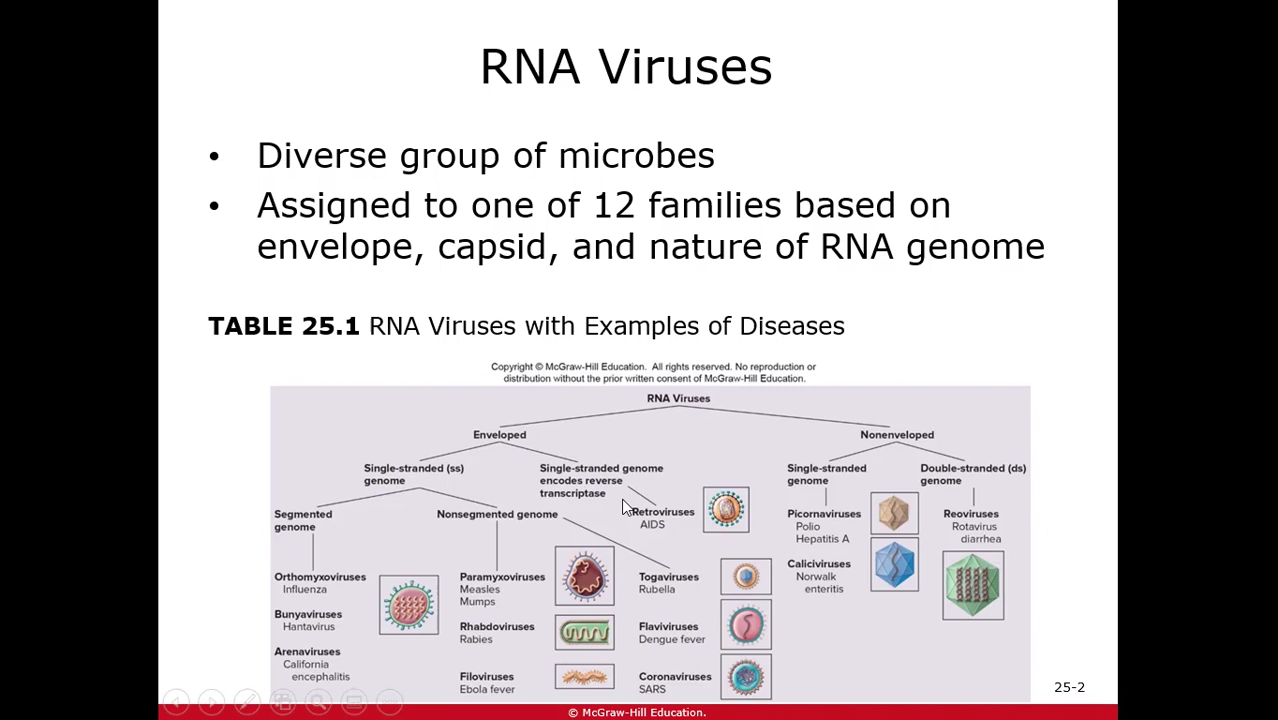 RNA Viruses
• Diverse group of microbes
• Assigned to one of 12 families based on
envelope, capsid, and nature of RNA genome
TABLE 25.1 RNA Viruses with Examples of Diseases
Copyright © McGraw-Hill Education. All rights reserved. No reproduction or
distribution without the prior written consent of McGraw-Hill Education.
RNA Viruses
Enveloped
Nonenveloped
Single-stranded (ss)
genome
Single-stranded genome
encodes reverse
transcriptase
Single-stranded
genome
Double-stranded (ds)
genome
Segmented
genome
Nonsegmented genome
Retroviruses
AIDS
Picornaviruses
Polio
Hepatitis A
Caliciviruses
Norwalk
enteritis
Reoviruses
Rotavirus
diarrhea
Orthomyxoviruses
Influenza
Bunyaviruses
Hantavirus
Arenaviruses
California
encephalitis
Paramyxoviruses
Measles
Mumps
Rhabdoviruses
Rabies
Filoviruses
Ebola fever
Togaviruses
Rubella
Flaviviruses
Dengue fever
Coronaviruses
SARS
25-2
© McGraw-Hill Education.